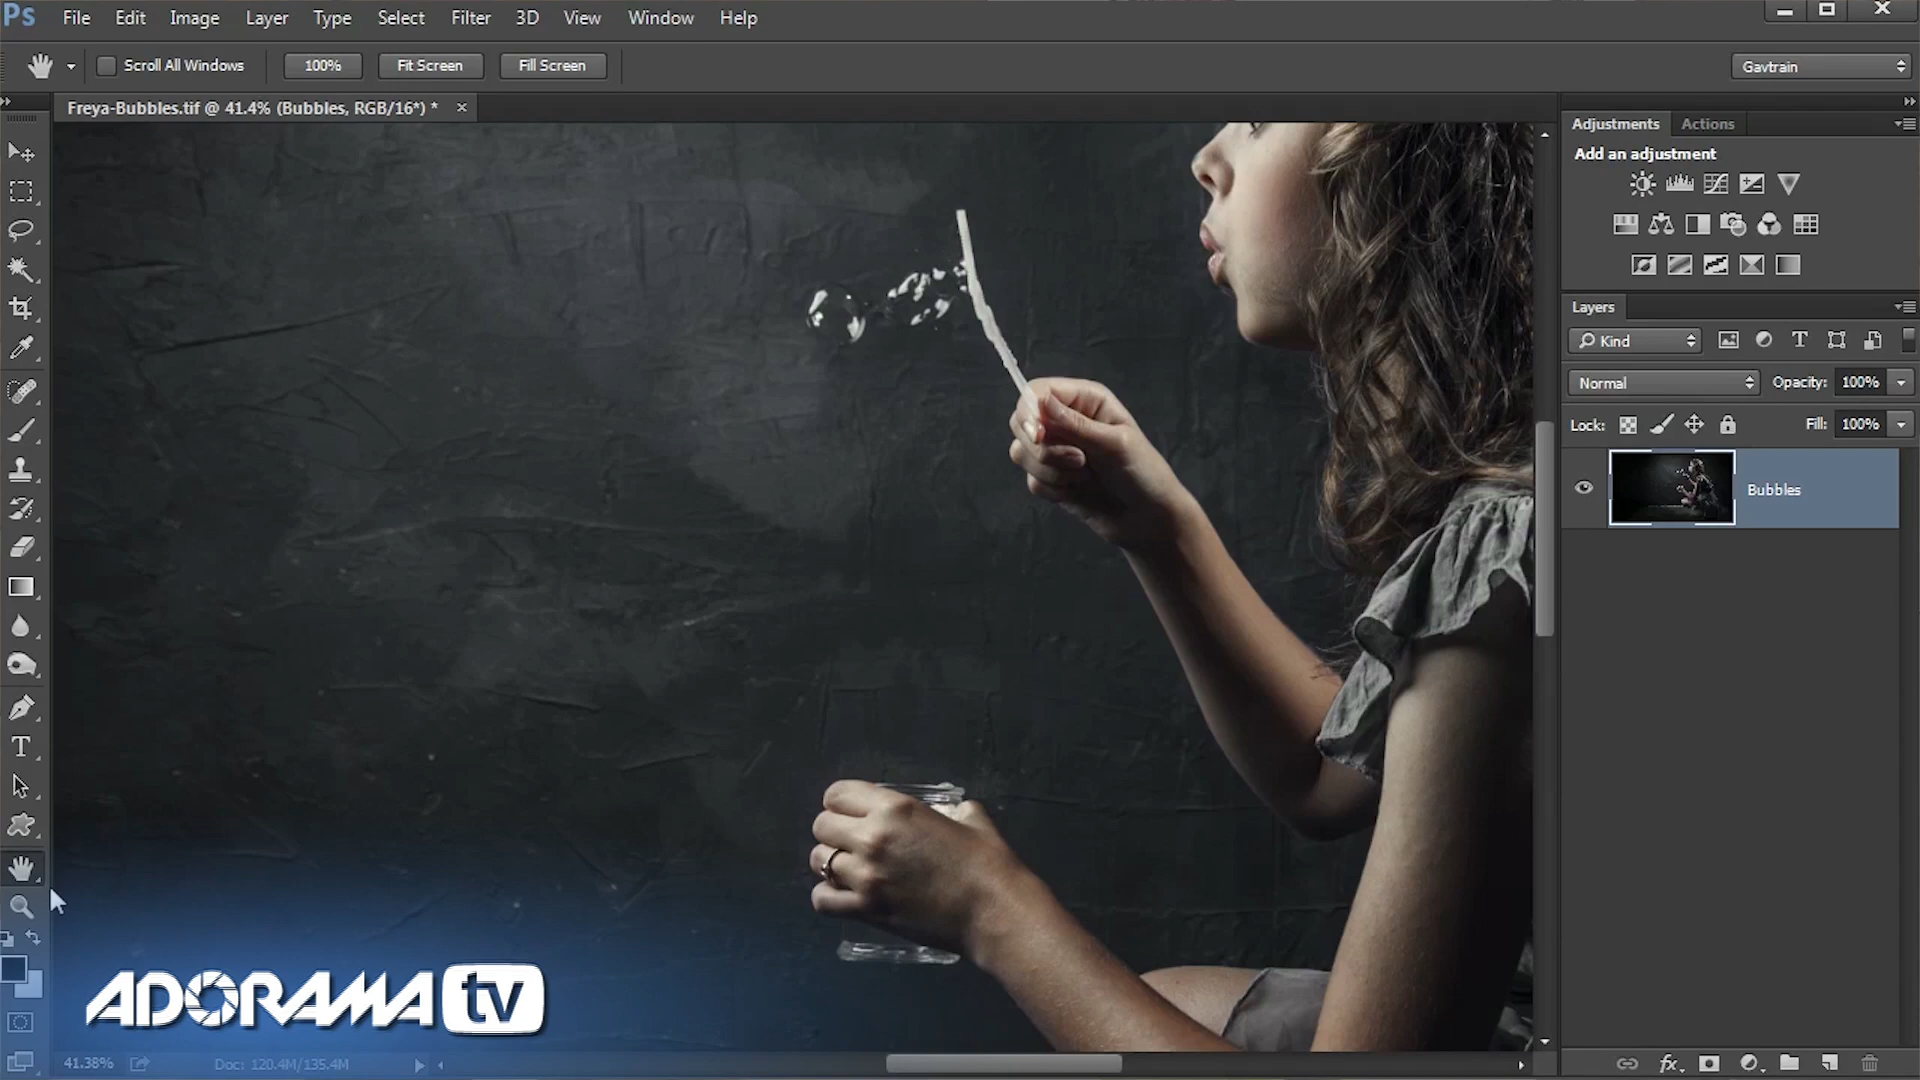 Ps File Edit Image Layer Type Select Filter 3D View Window Help
Scroll All Windows 100% Fit Screen Fill Screen Gavtrain
Freya-Bubbles.tif @ 41.4% (Bubbles, RGB/16*) * ×
Adjustments Actions
Add an adjustment
Layers
Kind
Normal Opacity: 100%
Lock: Fill: 100%
Bubbles
ADORAMA tv
41.38% Doc: 120.4M/135.4M
fx